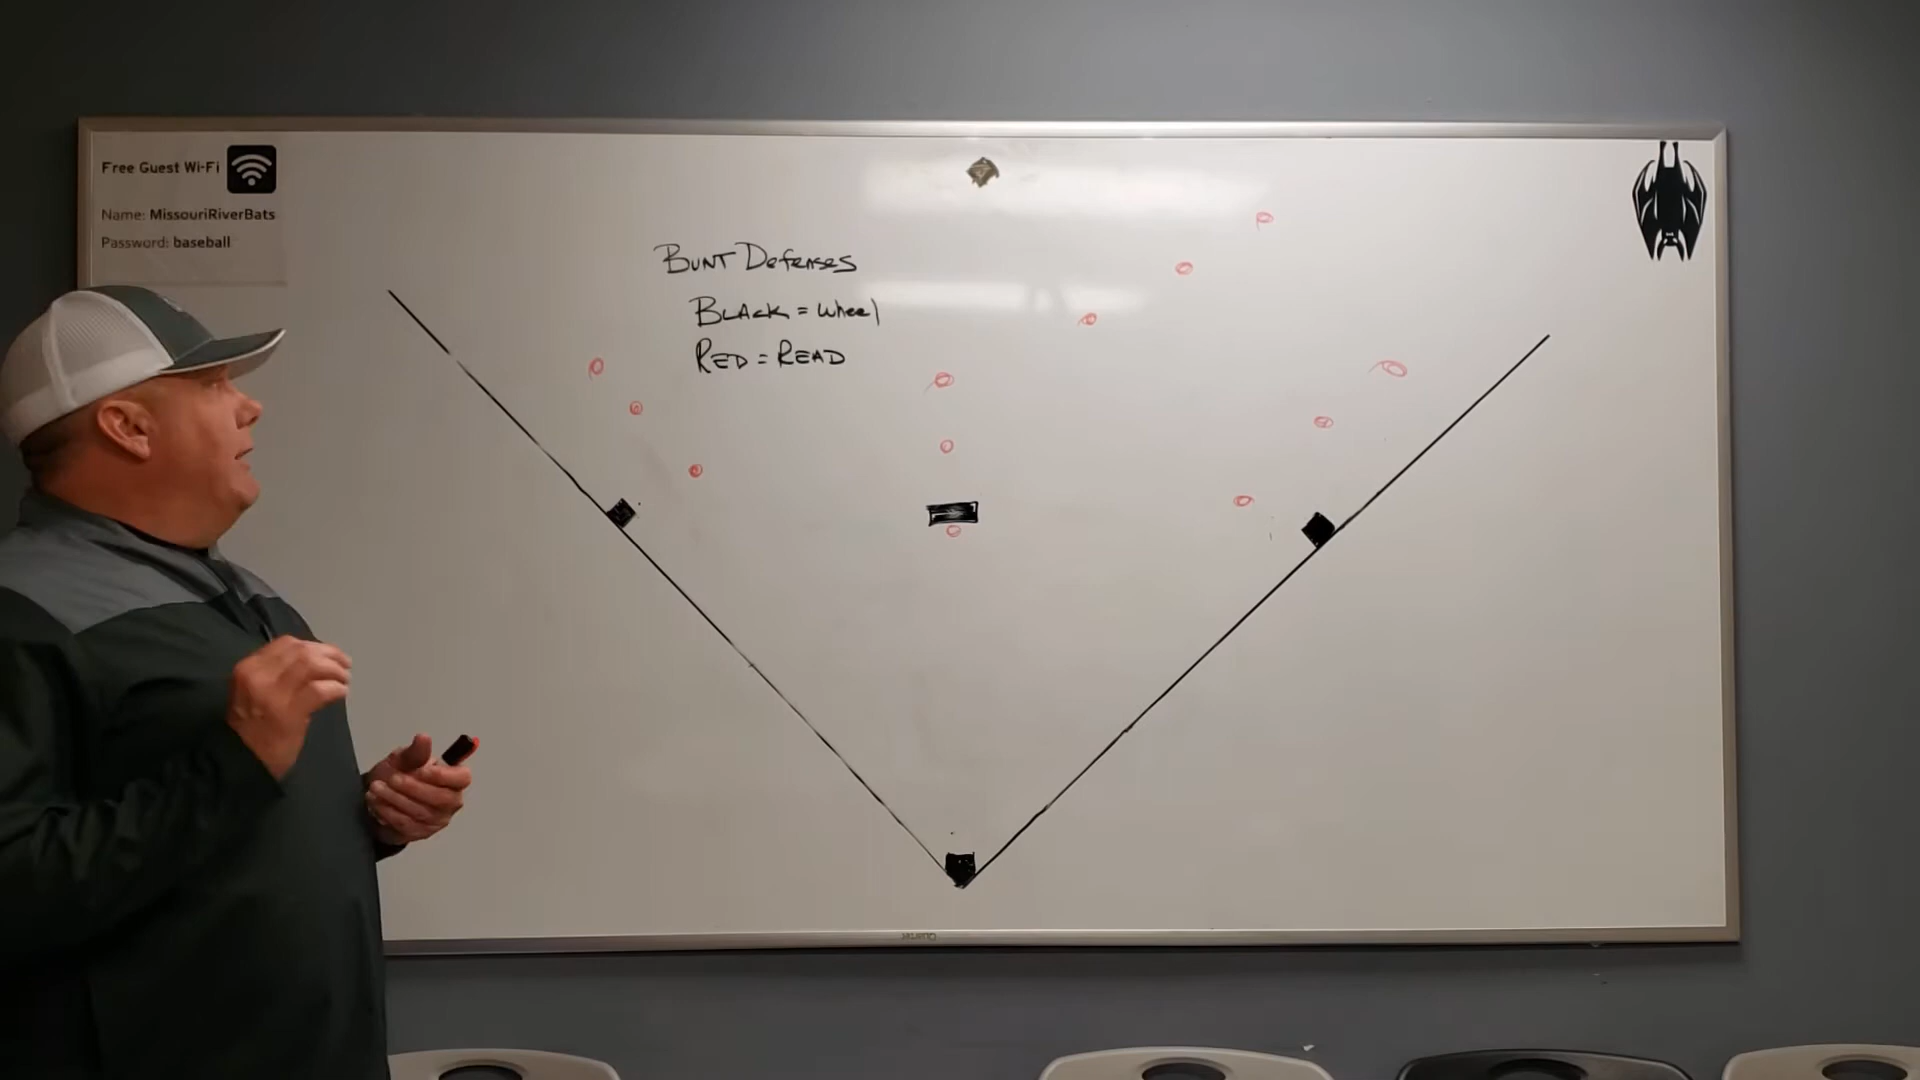 Free Guest Wi-Fi
Name: MissouriRiverBats
Password: baseball
BUNT Defenses
BLACK = Wheel
RED = READ